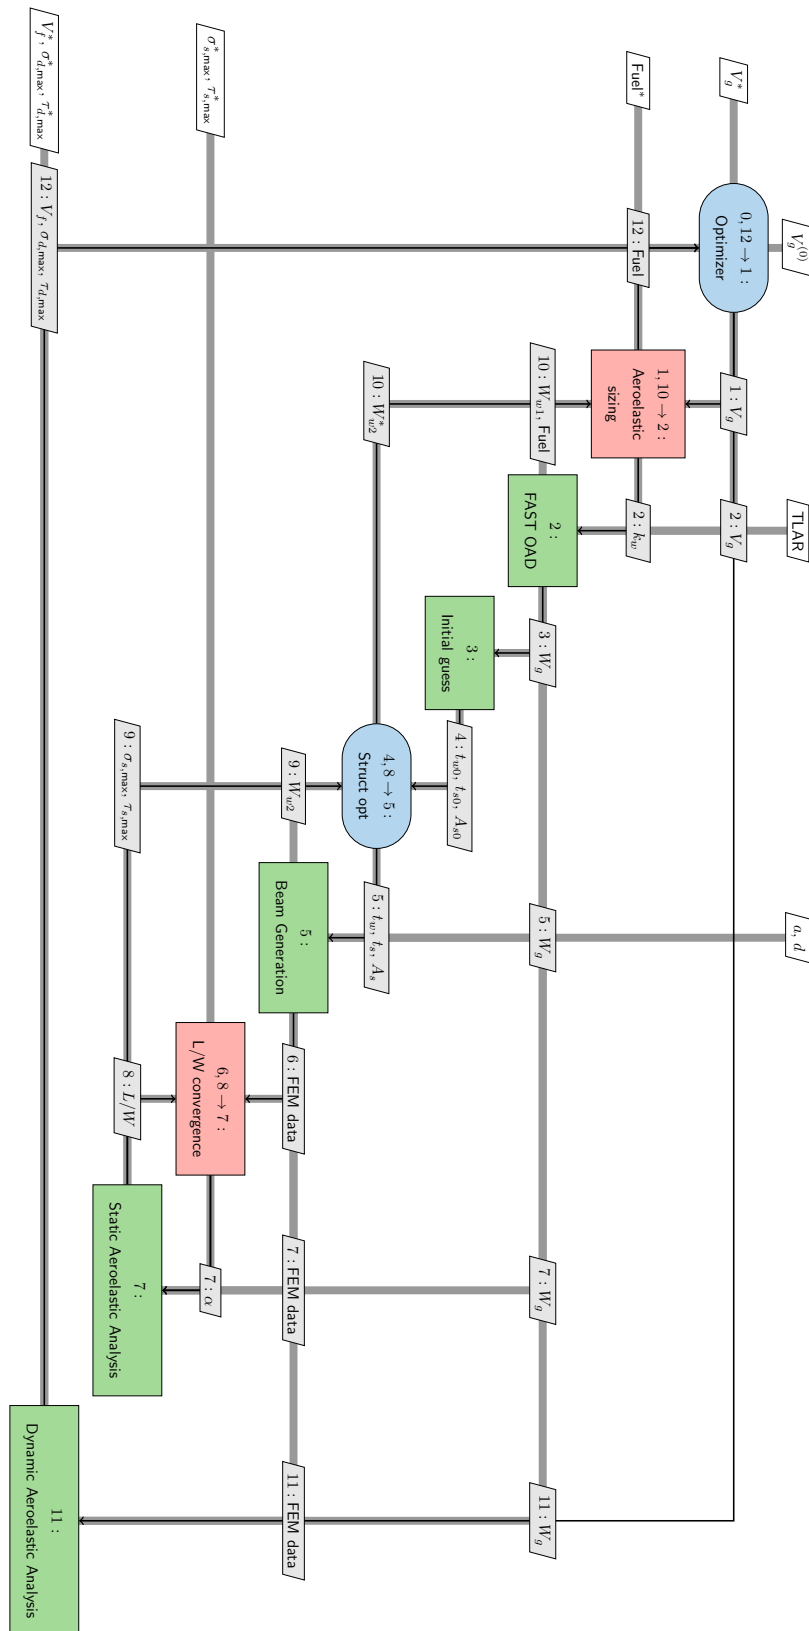 V_g^{(0)}
TLAR
a, d
V_g^*
0, 12 → 1 :
Optimizer
1 : V_g
2 : V_g
Fuel*
12 : Fuel
1, 10 → 2 :
Aeroelastic
sizing
2 : k_w
10 : W_{w1}, Fuel
2 :
FAST OAD
3 : W_g
5 : W_g
7 : W_g
11 : W_g
3 :
Initial guess
4 : t_{w0}, t_{s0}, A_{s0}
10 : W_{w2}^*
4, 8 → 5 :
Struct opt
5 : t_w, t_s, A_s
9 : W_{w2}
5 :
Beam Generation
6 : FEM data
7 : FEM data
11 : FEM data
σ_{s,max}^*, τ_{s,max}^*
6, 8 → 7 :
L/W convergence
7 : α
9 : σ_{s,max}, τ_{s,max}
8 : L/W
7 :
Static Aeroelastic Analysis
V_f^*, σ_{d,max}^*, τ_{d,max}^*
12 : V_f, σ_{d,max}, τ_{d,max}
11 :
Dynamic Aeroelastic Analysis